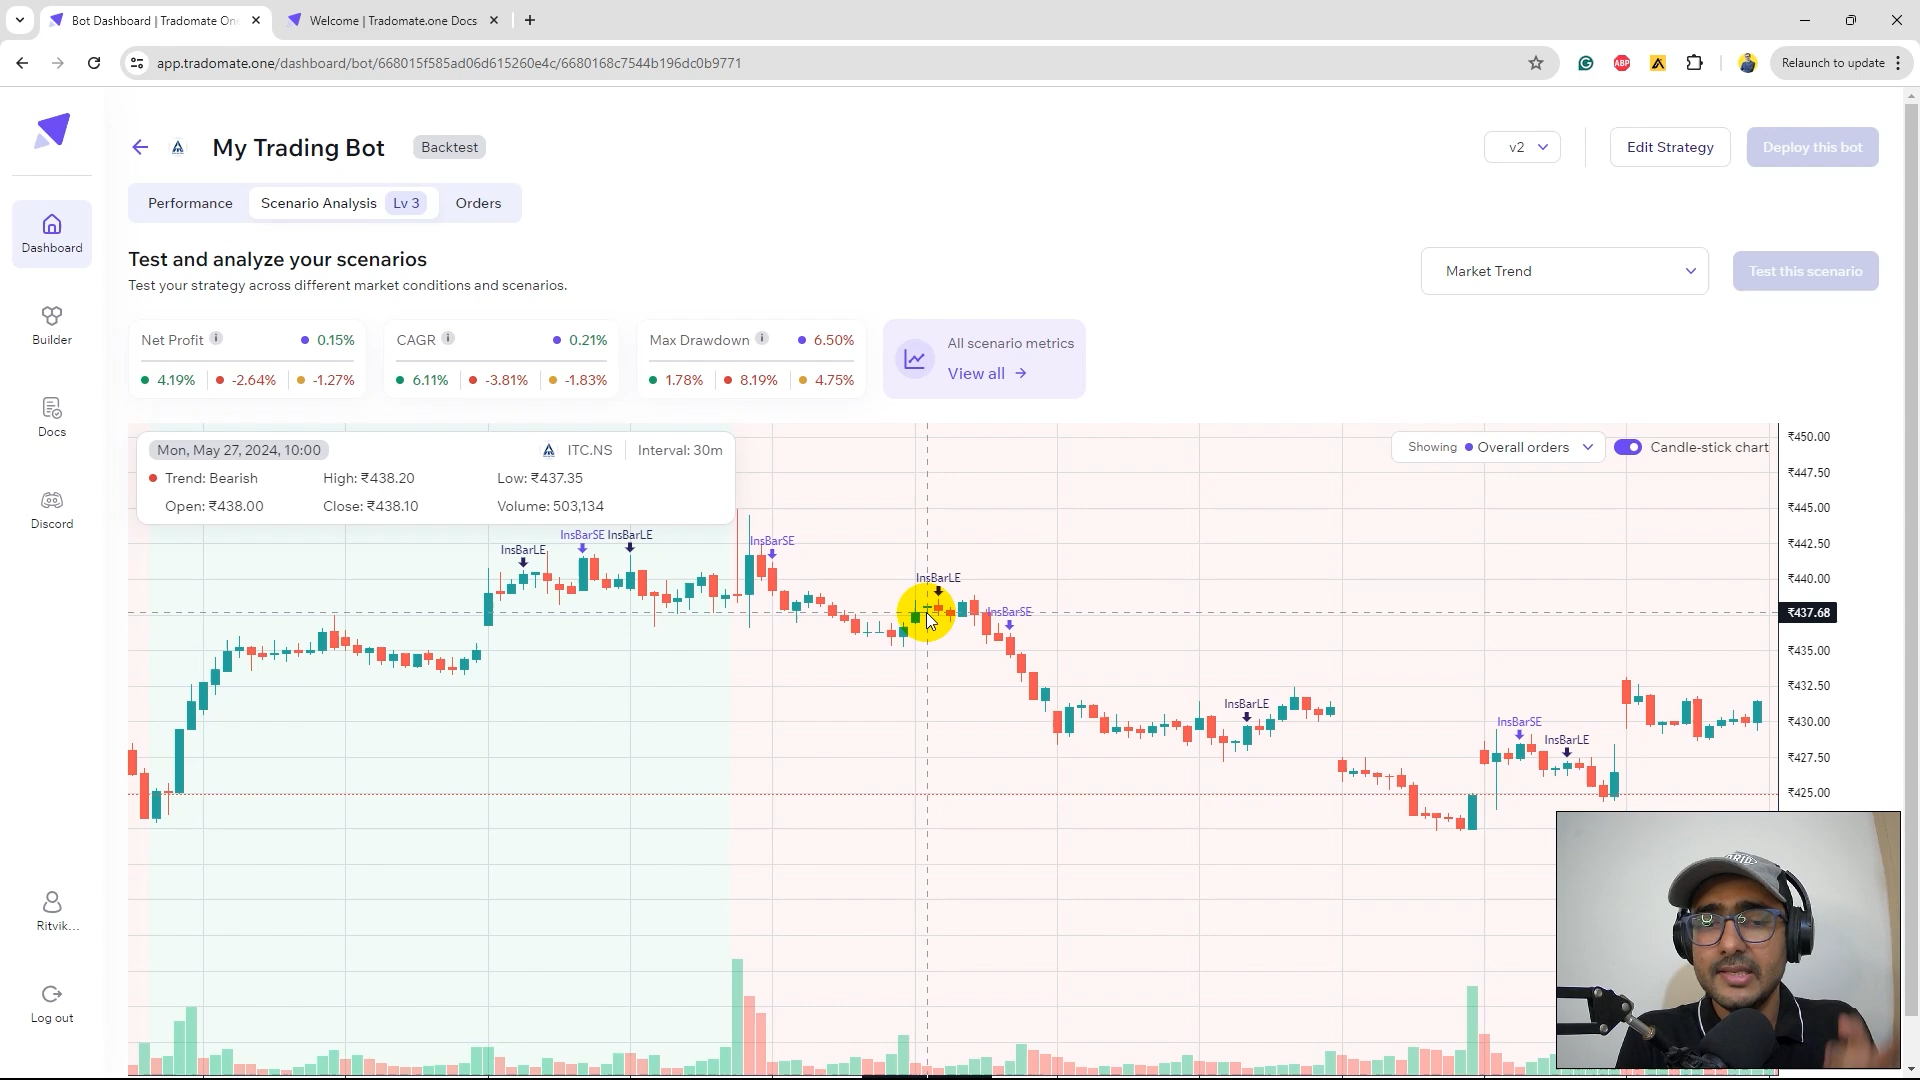 Bot Dashboard | Tradomate On
Welcome | Tradomate.one Docs
app.tradomate.one/dashboard/bot/668015f585ad06d615260e4c/6680168c7544b196dc0b9771
ABP
Relaunch to update
My Trading Bot
Backtest
v2
Edit Strategy
Deploy this bot
Performance
Scenario Analysis
Lv 3
Orders
Dashboard
Builder
Docs
Discord
Ritvik...
Log out
Test and analyze your scenarios
Test your strategy across different market conditions and scenarios.
Market Trend
Test this scenario
Net Profit
0.15%
4.19%
-2.64%
-1.27%
CAGR
0.21%
6.11%
-3.81%
-1.83%
Max Drawdown
6.50%
1.78%
8.19%
4.75%
All scenario metrics
View all
Mon, May 27, 2024, 10:00
ITC.NS
Interval: 30m
Trend: Bearish
High: ₹438.20
Low: ₹437.35
Open: ₹438.00
Close: ₹438.10
Volume: 503,134
Showing
Overall orders
Candle-stick chart
InsBarLE
InsBarSE
InsBarLE
InsBarSE
InsBarLE
InsBarSE
InsBarLE
InsBarSE
InsBarLE
₹450.00
₹447.50
₹445.00
₹442.50
₹440.00
₹437.68
₹435.00
₹432.50
₹430.00
₹427.50
₹425.00